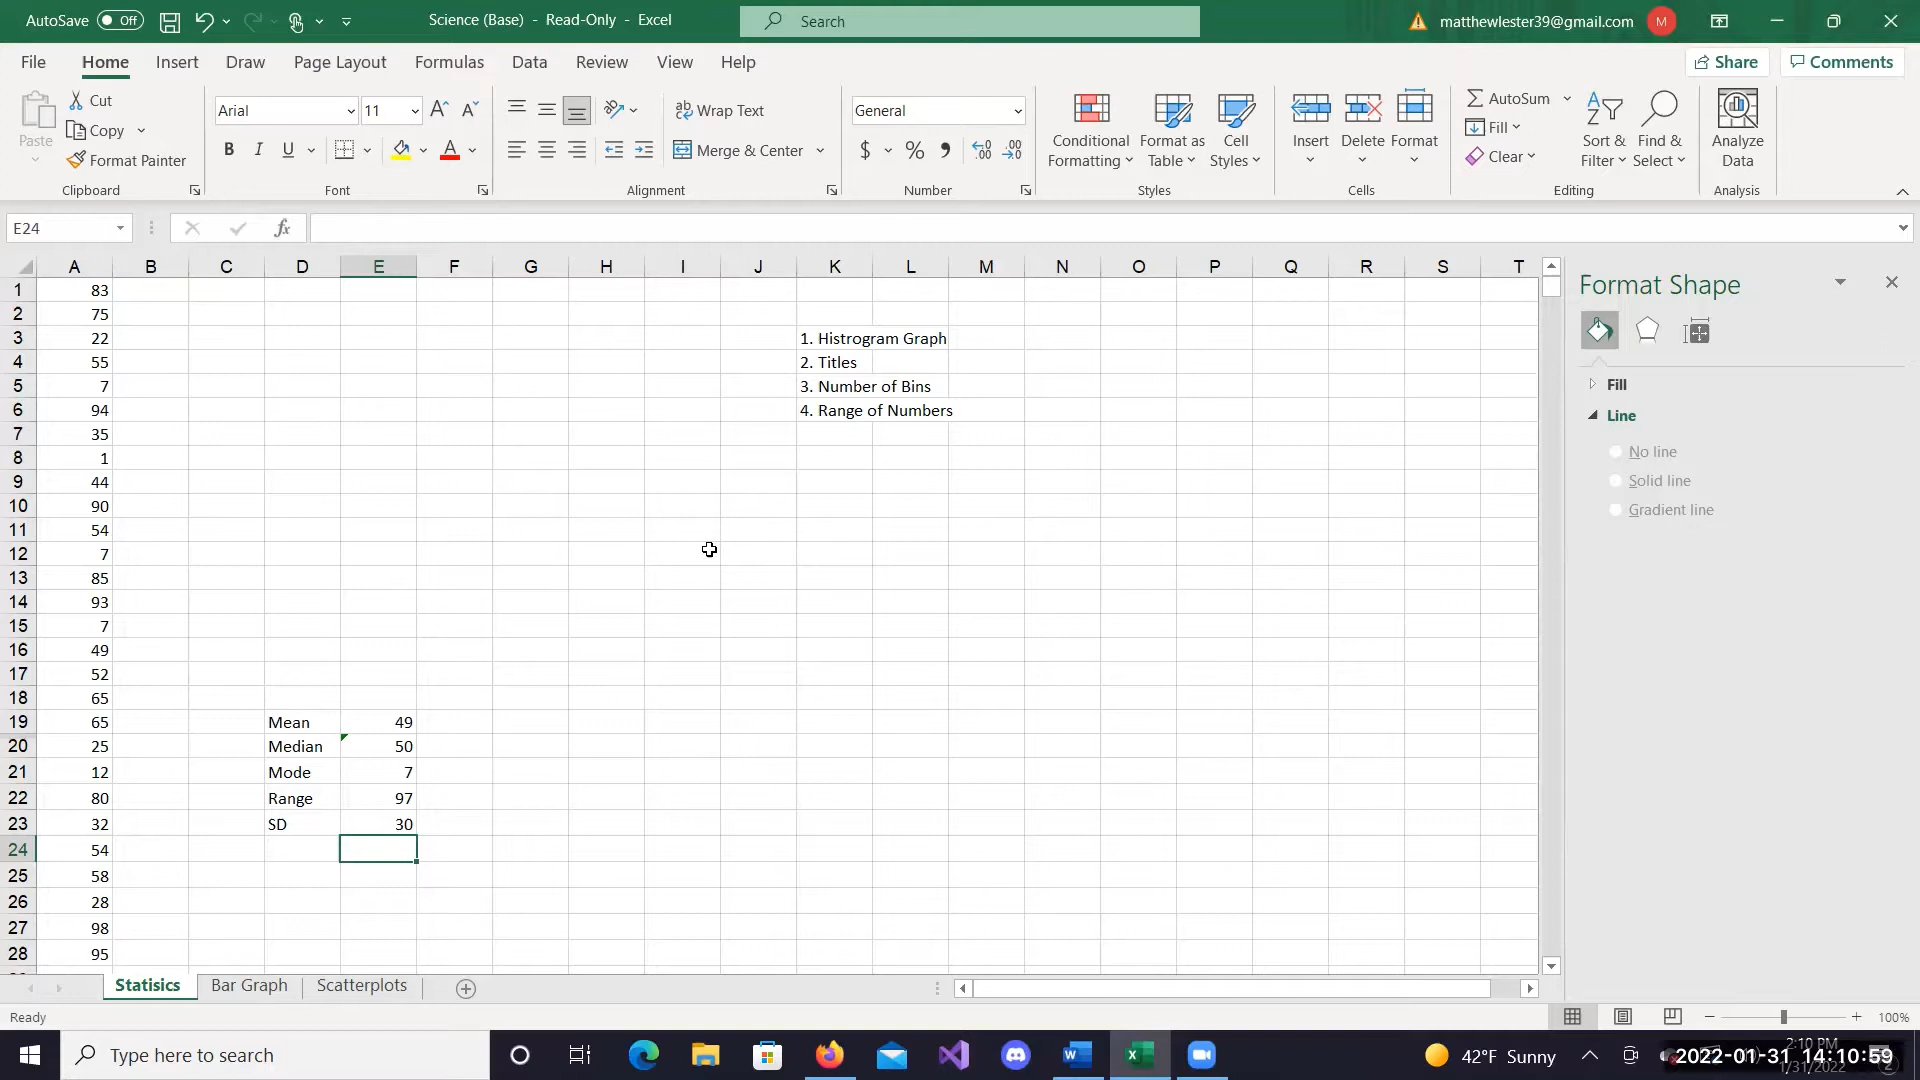 AutoSave Off Science (Base) - Read-Only - Excel Search matthewlester39@gmail.com M
File Home Insert Draw Page Layout Formulas Data Review View Help Share Comments
Paste Cut Copy Format Painter Clipboard
Arial 11 B I U A Font
Wrap Text Merge & Center Alignment
General $ % Number
Conditional Formatting Format as Table Cell Styles Styles
Insert Delete Format Cells
AutoSum Fill Clear Sort & Filter Find & Select Editing
Analyze Data Analysis
E24 fx
A B C D E F G H I J K L M N O P Q R S T
1 83
2 75
3 22 1. Histrogram Graph
4 55 2. Titles
5 7 3. Number of Bins
6 94 4. Range of Numbers
7 35
8 1
9 44
10 90
11 54
12 7
13 85
14 93
15 7
16 49
17 52
18 65
19 65 Mean 49
20 25 Median 50
21 12 Mode 7
22 80 Range 97
23 32 SD 30
24 54
25 58
26 28
27 98
28 95
Format Shape
Fill
Line
No line
Solid line
Gradient line
Statisics Bar Graph Scatterplots
Ready 100%
Type here to search 42°F Sunny 2022-01-31 14:10:59
2:10 PM
1/31/2022